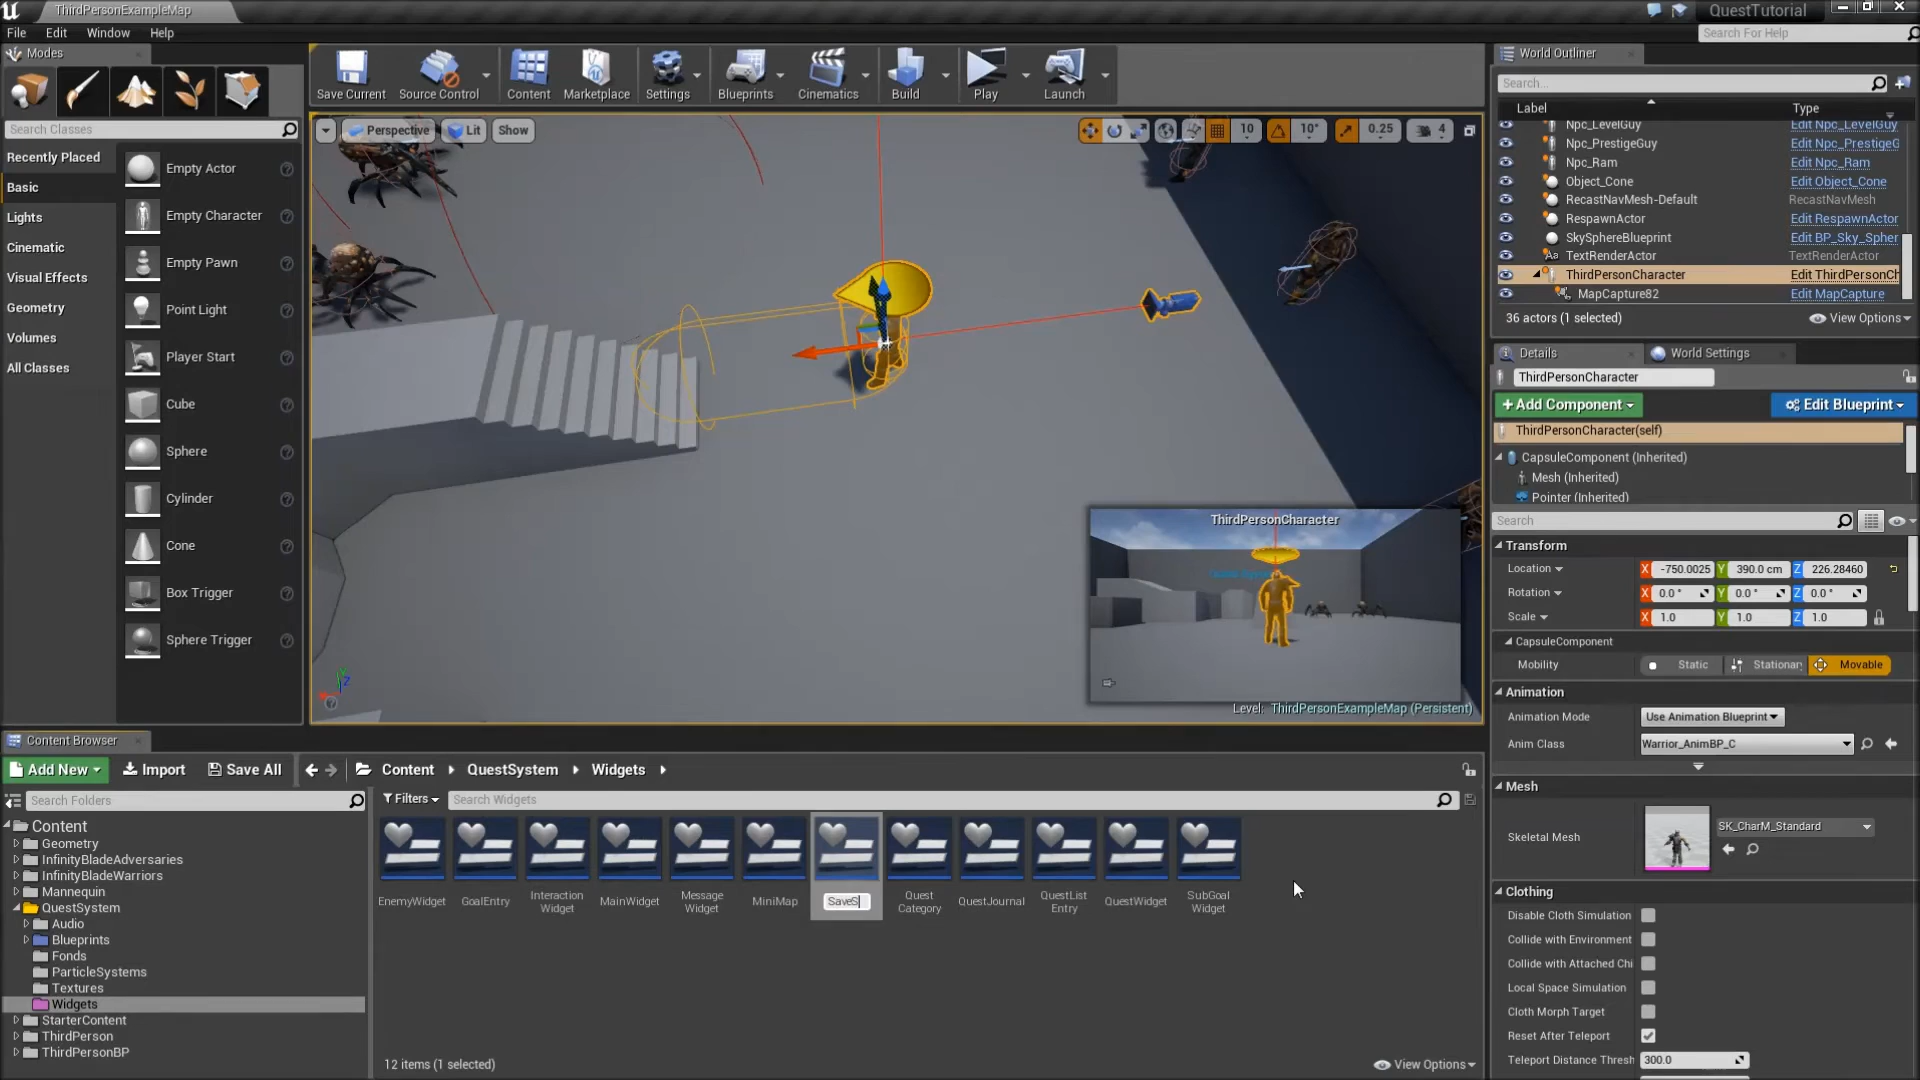 ThirdPersonExampleMap
QuestTutorial
File Edit Window Help
Search For Help
Modes
Search Classes
Recently Placed
Basic
Lights
Cinematic
Visual Effects
Geometry
Volumes
All Classes
Empty Actor
Empty Character
Empty Pawn
Point Light
Player Start
Cube
Sphere
Cylinder
Cone
Box Trigger
Sphere Trigger
Save Current
Source Control
Content
Marketplace
Settings
Blueprints
Cinematics
Build
Play
Launch
Perspective
Lit
Show
10
10°
0.25
4
ThirdPersonCharacter
Level: ThirdPersonExampleMap (Persistent)
World Outliner
Search...
Label Type
Npc_LevelGuy Edit Npc_LevelGuy
Npc_PrestigeGuy Edit Npc_PrestigeG
Npc_Ram Edit Npc_Ram
Object_Cone Edit Object_Cone
RecastNavMesh-Default RecastNavMesh
RespawnActor Edit RespawnActor
SkySphereBlueprint Edit BP_Sky_Spher
Aa TextRenderActor TextRenderActor
ThirdPersonCharacter Edit ThirdPersonCh
MapCapture82 Edit MapCapture
36 actors (1 selected)
View Options
Details
World Settings
ThirdPersonCharacter
+Add Component
Edit Blueprint
ThirdPersonCharacter(self)
CapsuleComponent (Inherited)
Mesh (Inherited)
Pointer (Inherited)
Search
Transform
Location X -750.0025 Y 390.0 cm Z 226.28460
Rotation X 0.0 ° Y 0.0 ° Z 0.0 °
Scale X 1.0 Y 1.0 Z 1.0
CapsuleComponent
Mobility Static Stationar Movable
Animation
Animation Mode Use Animation Blueprint
Anim Class Warrior_AnimBP_C
Mesh
Skeletal Mesh SK_CharM_Standard
Clothing
Disable Cloth Simulation
Collide with Environment
Collide with Attached Chi
Local Space Simulation
Cloth Morph Target
Reset After Teleport
Teleport Distance Thresh 300.0
Content Browser
Add New Import Save All Content QuestSystem Widgets
Search Folders
Filters
Search Widgets
Content
Geometry
InfinityBladeAdversaries
InfinityBladeWarriors
Mannequin
QuestSystem
Audio
Blueprints
Fonds
ParticleSystems
Textures
Widgets
StarterContent
ThirdPerson
ThirdPersonBP
EnemyWidget
GoalEntry
Interaction
Widget
MainWidget
Message
Widget
MiniMap
SaveS
Quest
Category
QuestJournal
QuestList
Entry
QuestWidget
SubGoal
Widget
12 items (1 selected)
View Options